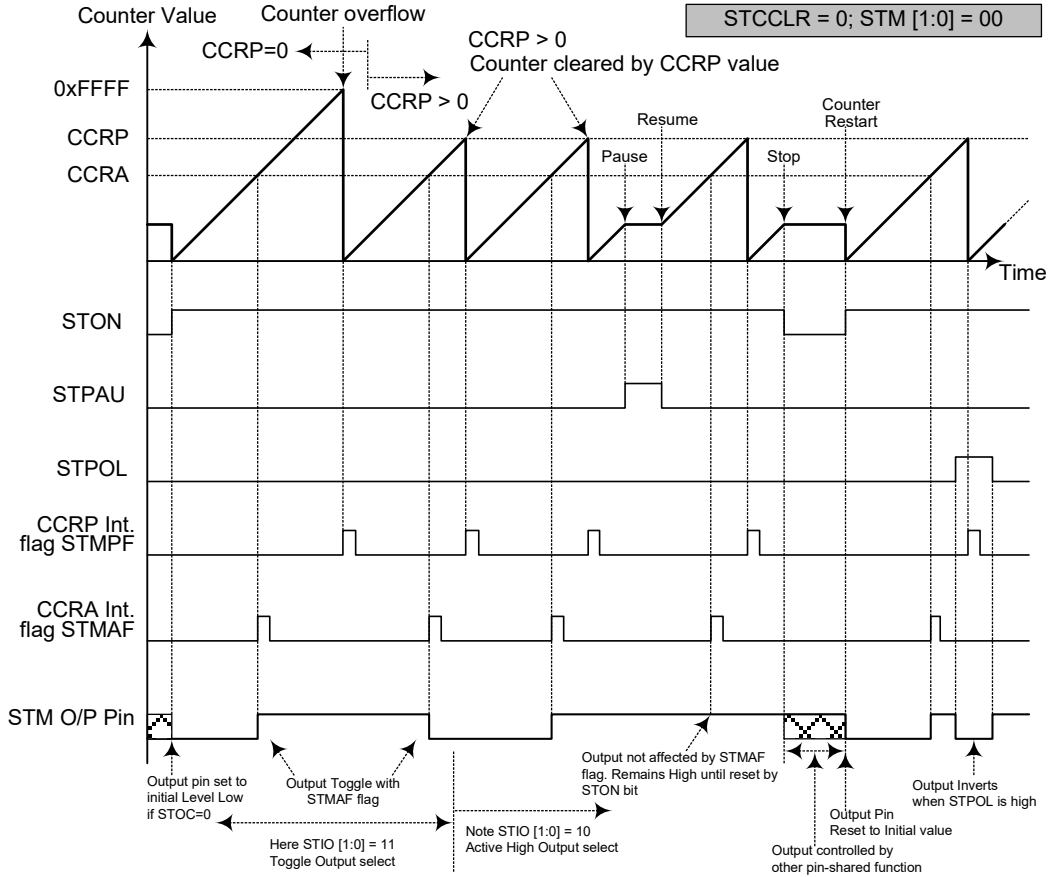 Counter Value
Counter overflow
STCCLR = 0; STM [1:0] = 00
CCRP=0
CCRP > 0
CCRP > 0
Counter cleared by CCRP value
0xFFFF
CCRP
CCRA
Pause
Resume
Stop
Counter
Restart
Time
STON
STPAU
STPOL
CCRP Int.
flag STMPF
CCRA Int.
flag STMAF
STM O/P Pin
Output pin set to
initial Level Low
if STOC=0
Output Toggle with
STMAF flag
Output not affected by STMAF
flag. Remains High until reset by
STON bit
Output Inverts
when STPOL is high
Output Pin
Reset to Initial value
Here STIO [1:0] = 11
Toggle Output select
Note STIO [1:0] = 10
Active High Output select
Output controlled by
other pin-shared function